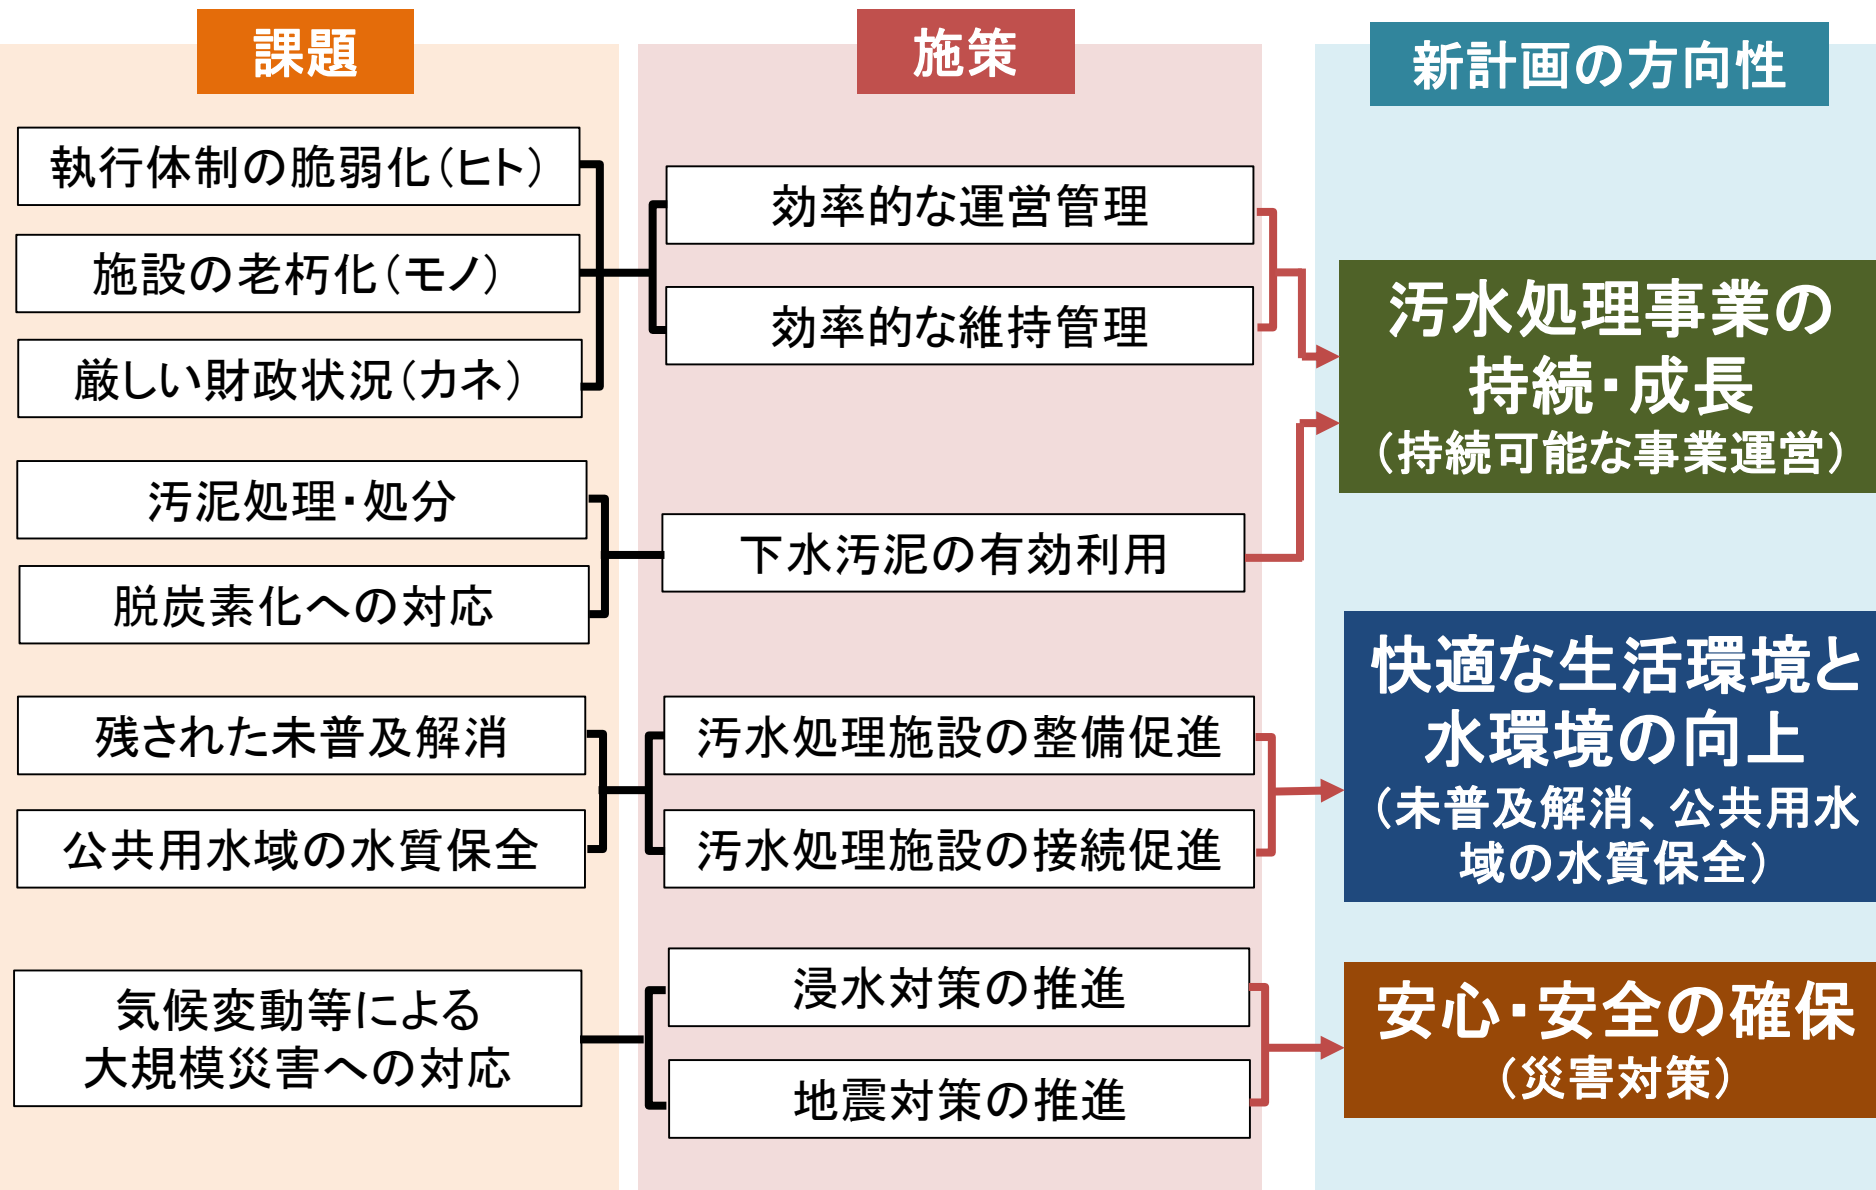 課題
執行体制の脆弱化(ヒト)
施設の老朽化(モノ)
厳しい財政状況(カネ)
汚泥処理・処分
脱炭素化への対応
残された未普及解消
公共用水域の水質保全
気候変動等による
大規模災害への対応
施策
効率的な運営管理
効率的な維持管理
下水汚泥の有効利用
汚水処理施設の整備促進
汚水処理施設の接続促進
浸水対策の推進
地震対策の推進
新計画の方向性
汚水処理事業の
持続・成長
(持続可能な事業運営)
快適な生活環境と
水環境の向上
(未普及解消、公共用水
域の水質保全)
安心・安全の確保
(災害対策)